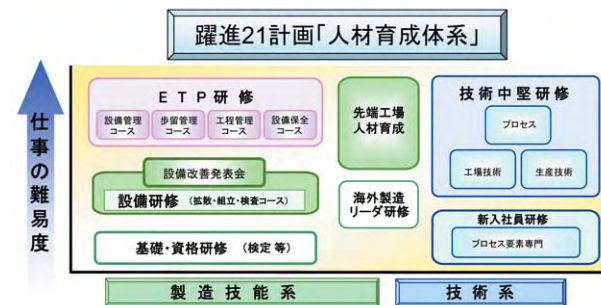 躍進21計画「人材育成体系」
仕事の難易度
ETP研修
設備管理
コース
歩留管理
コース
工程管理
コース
設備保全
コース
設備改善発表会
設備研修 (拡散・組立・検査コース)
基礎・資格研修 (検定 等)
先端工場
人材育成
海外製造
リーダ研修
技術中堅研修
プロセス
工場技術
生産技術
新入社員研修
プロセス要素専門
製造技能系
技術系